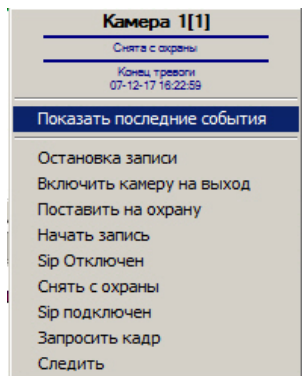 Камера 1[1]
Снята с охраны
Конец тревоги
07-12-17 16:22:59
Показать последние события
Остановка записи
Включить камеру на выход
Поставить на охрану
Начать запись
Sip Отключен
Снять с охраны
Sip подключен
Запросить кадр
Следить